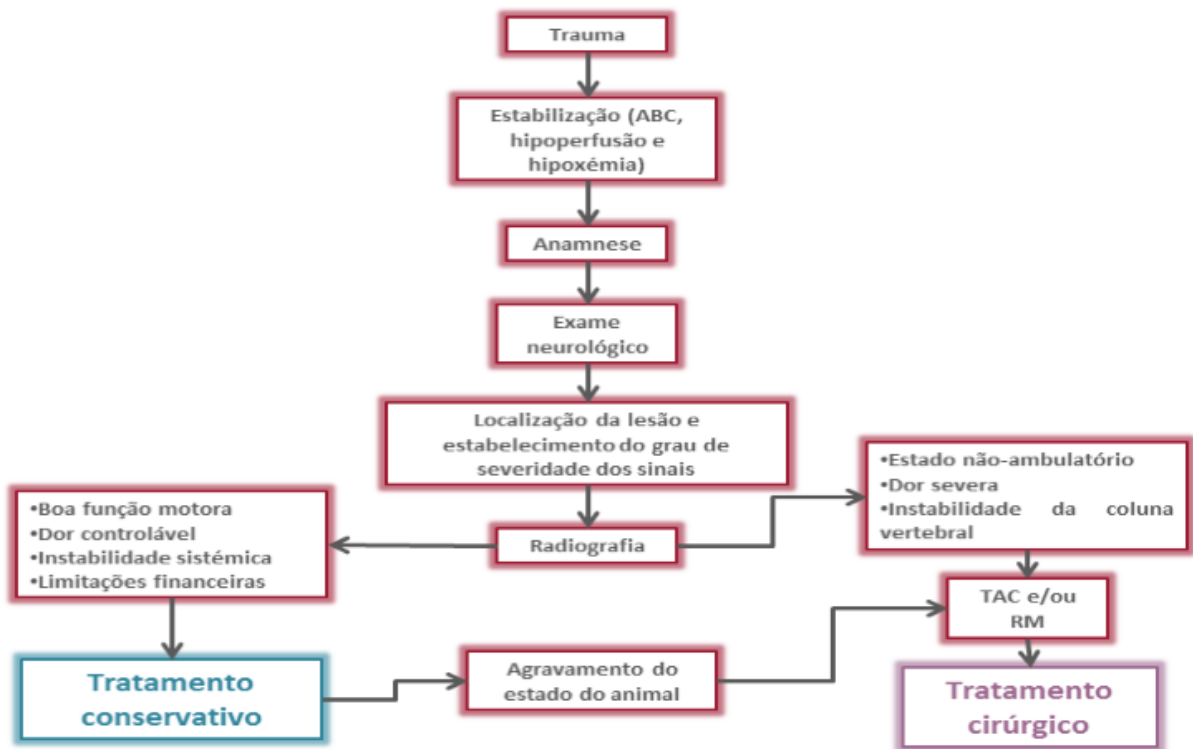 Trauma
Estabilização (ABC,
hipoperfusão e
hipoxémia)
Anamnese
Exame
neurológico
Localização da lesão e
estabelecimento do grau de
severidade dos sinais
•Estado não-ambulatório
•Dor severa
•Instabilidade da coluna
vertebral
•Boa função motora
•Dor controlável
•Instabilidade sistémica
•Limitações financeiras
Radiografia
TAC e/ou
RM
Agravamento do
estado do animal
Tratamento
conservativo
Tratamento
cirúrgico